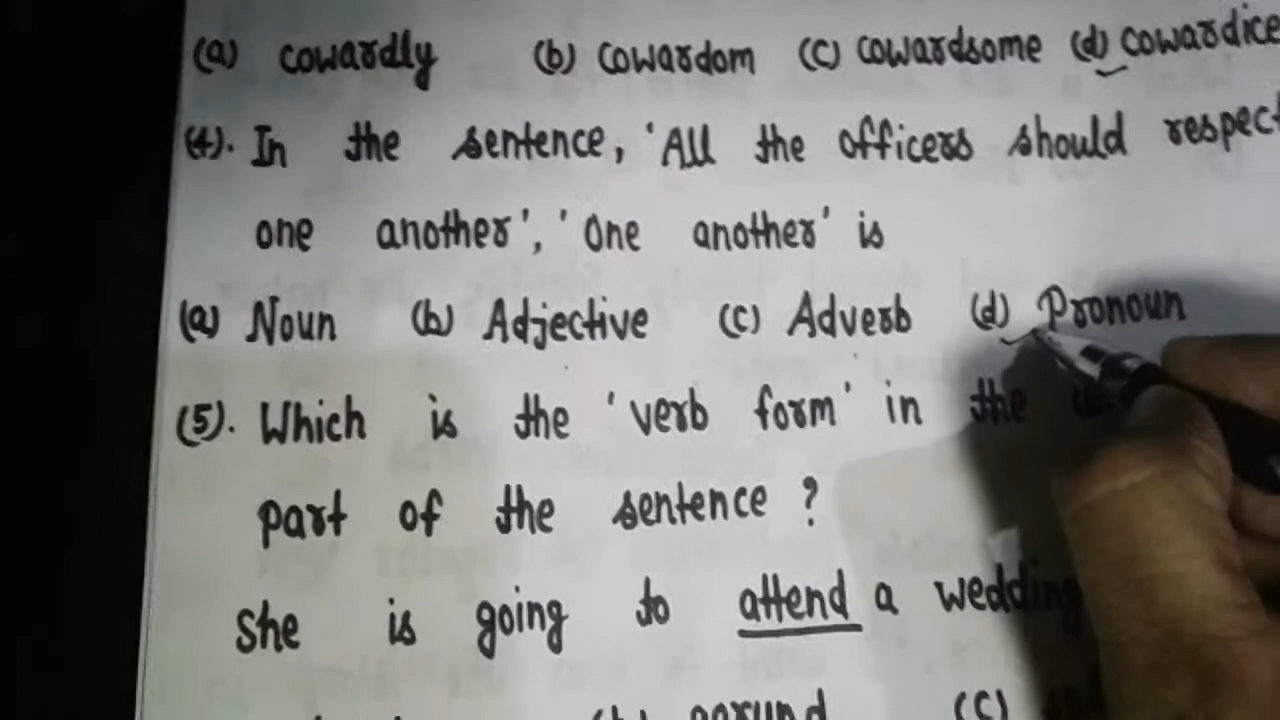 (a) cowardly (b) cowardom (c) cowardsome (d) cowardice
(4). In the sentence, 'All the officers should respect
one another', 'One another' is
(a) Noun (b) Adjective (c) Adverb (d) Pronoun
(5). Which is the 'verb form' in the
part of the sentence ?
She is going to attend a wedding
(b) gerund (c)